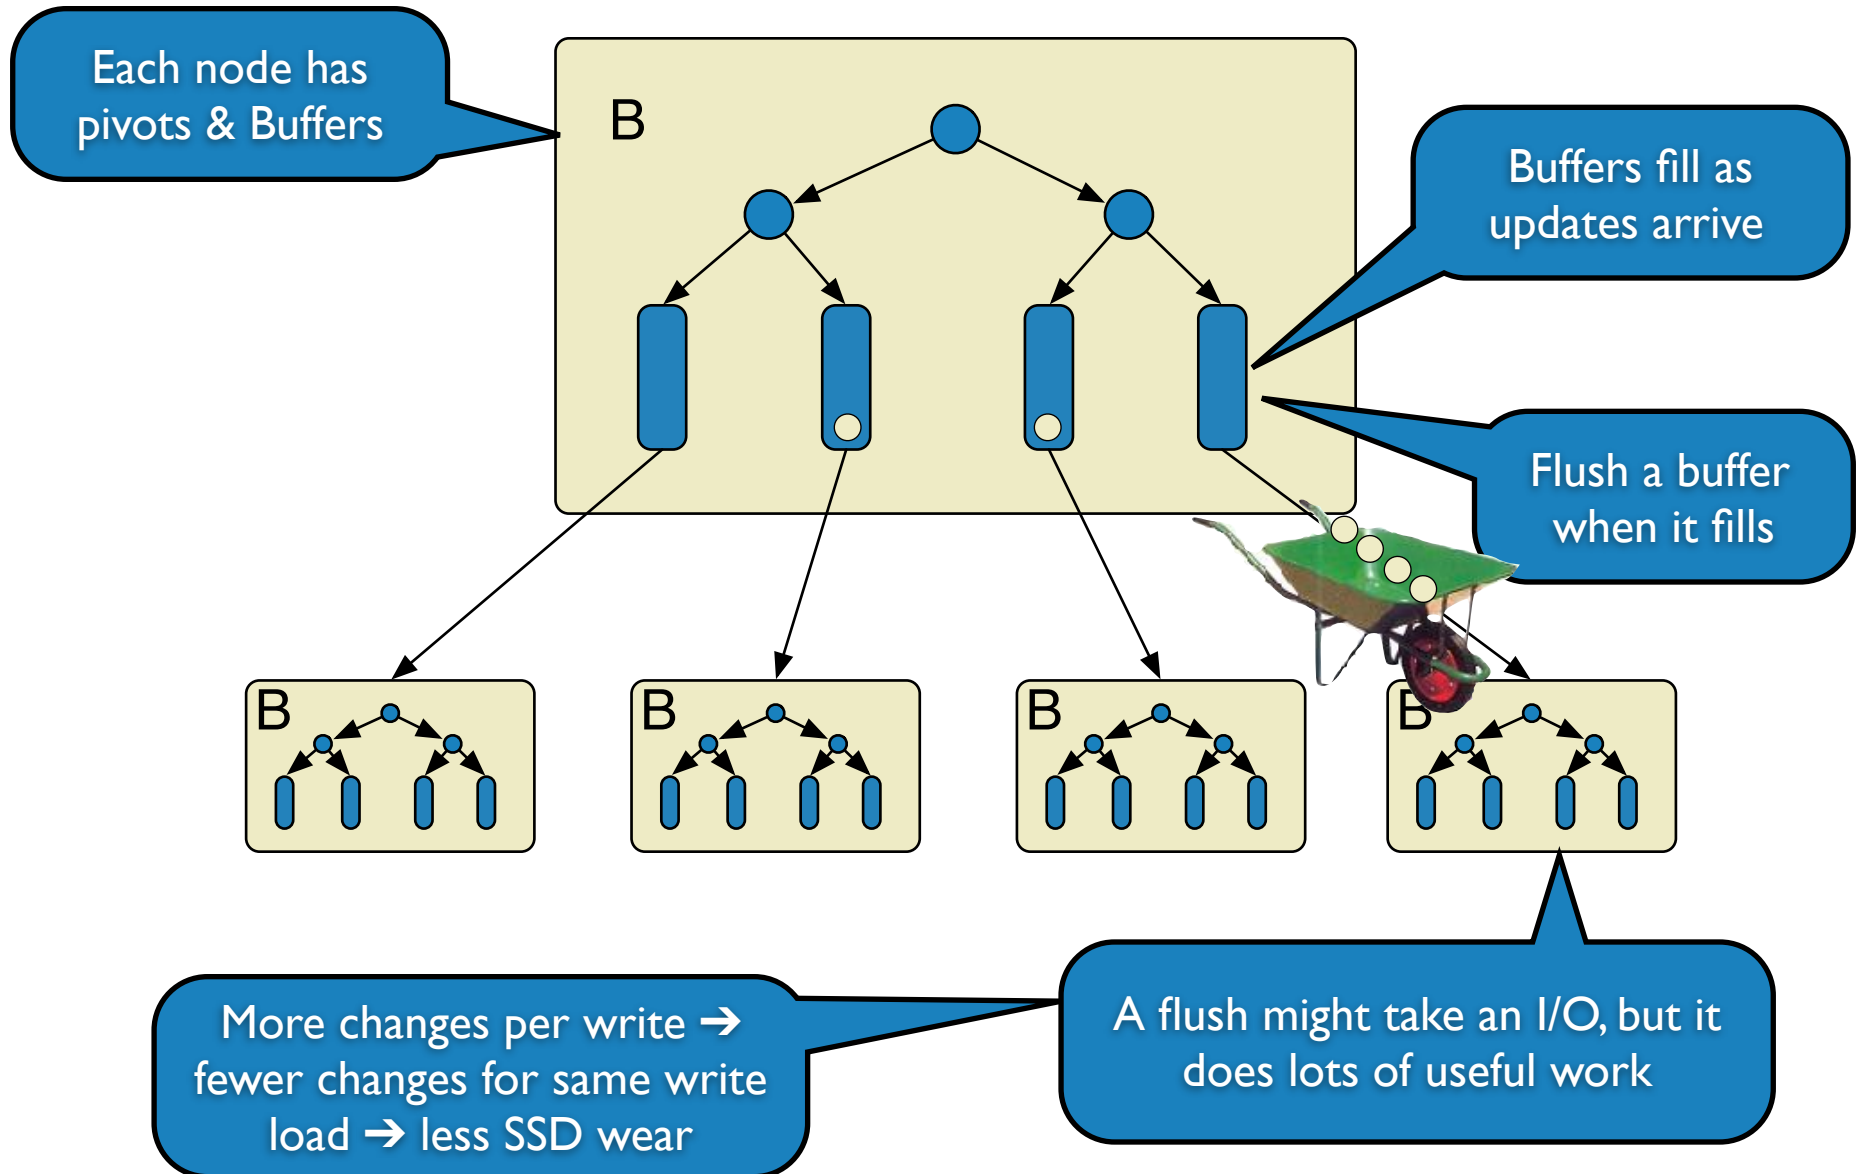 Each node has
pivots & Buffers
B
Buffers fill as
updates arrive
Flush a buffer
when it fills
B
B
B
B
A flush might take an I/O, but it
does lots of useful work
More changes per write ➔
fewer changes for same write
load ➔ less SSD wear